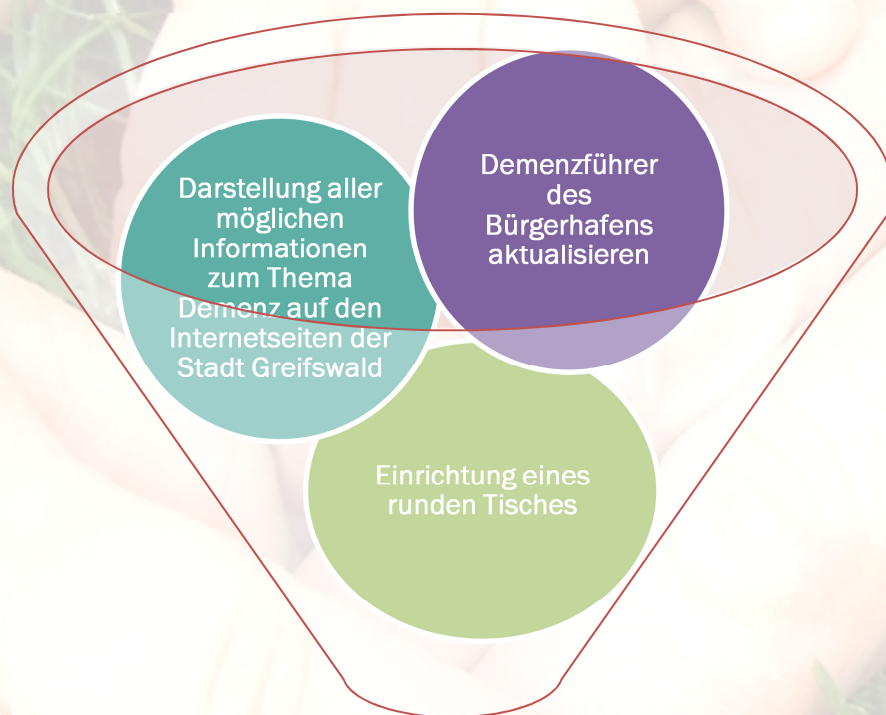 Darstellung aller
möglichen
Informationen
zum Thema
Demenz auf den
Internetseiten der
Stadt Greifswald
Demenzführer
des
Bürgerhafens
aktualisieren
Einrichtung eines
runden Tisches